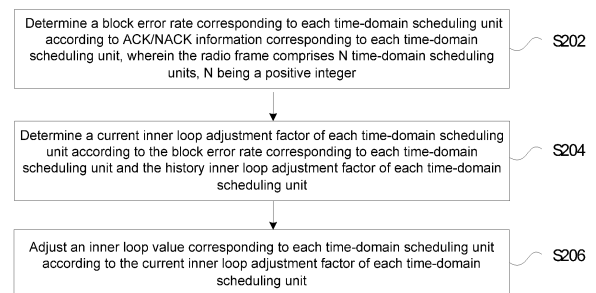 Determine a block error rate corresponding to each time-domain scheduling unit
according to ACK/NACK information corresponding to each time-domain
scheduling unit, wherein the radio frame comprises N time-domain scheduling
units, N being a positive integer
S202
Determine a current inner loop adjustment factor of each time-domain scheduling
unit according to the block error rate corresponding to each time-domain
scheduling unit and the history inner loop adjustment factor of each time-domain
scheduling unit
S204
Adjust an inner loop value corresponding to each time-domain scheduling unit
according to the current inner loop adjustment factor of each time-domain
scheduling unit
S206